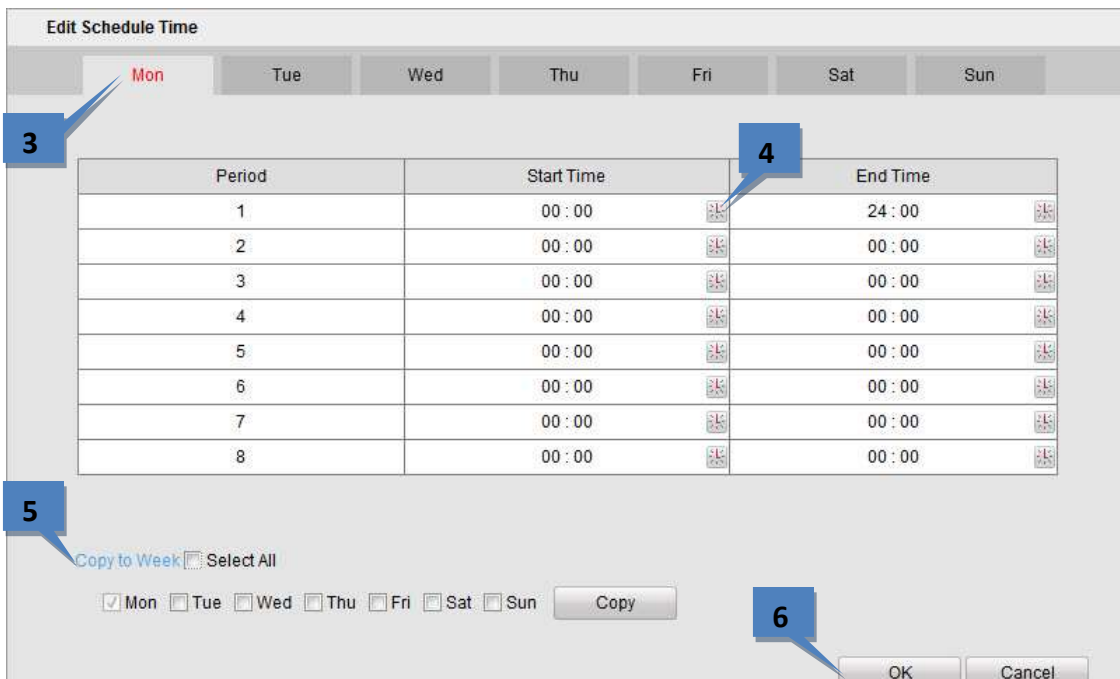 Edit Schedule Time
Mon Tue Wed Thu Fri Sat Sun
3
4
Period Start Time End Time
1 00 : 00 24 : 00
2 00 : 00 00 : 00
3 00 : 00 00 : 00
4 00 : 00 00 : 00
5 00 : 00 00 : 00
6 00 : 00 00 : 00
7 00 : 00 00 : 00
8 00 : 00 00 : 00
5
Copy to Week Select All
Mon Tue Wed Thu Fri Sat Sun Copy
6
OK Cancel